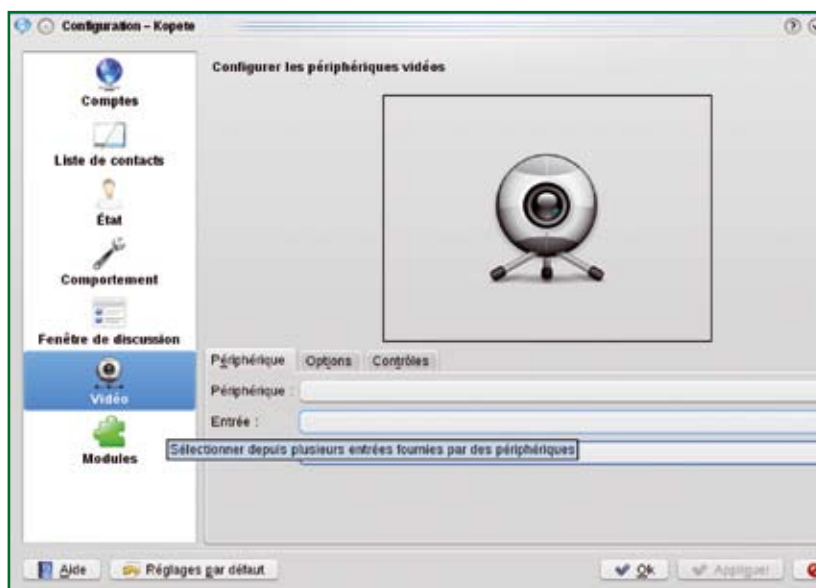 Configuration – Kopete
Comptes
Liste de contacts
État
Comportement
Fenêtre de discussion
Vidéo
Modules
Configurer les périphériques vidéos
Périphérique Options Contrôles
Périphérique :
Entrée :
Sélectionner depuis plusieurs entrées fournies par des périphériques
Aide Réglages par défaut Ok Appliquer